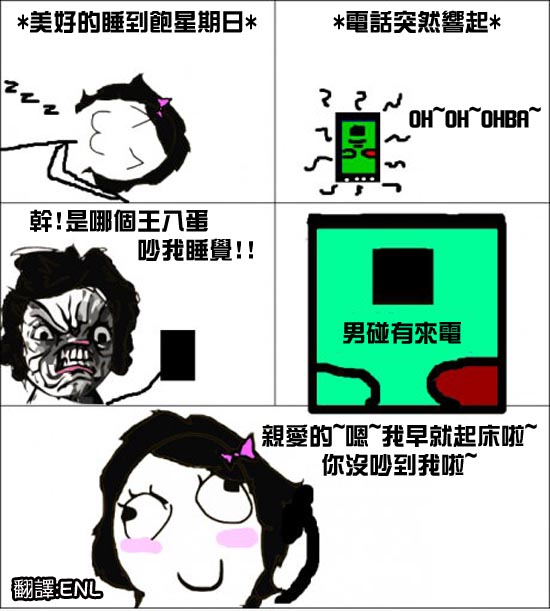 *美好的睡到飽星期日*
*電話突然響起*
z z z z
OH~OH~OHBA~
幹!是哪個王八蛋
吵我睡覺!!
男碰有來電
親愛的~嗯~我早就起床啦~
你沒吵到我啦~
翻譯:ENL